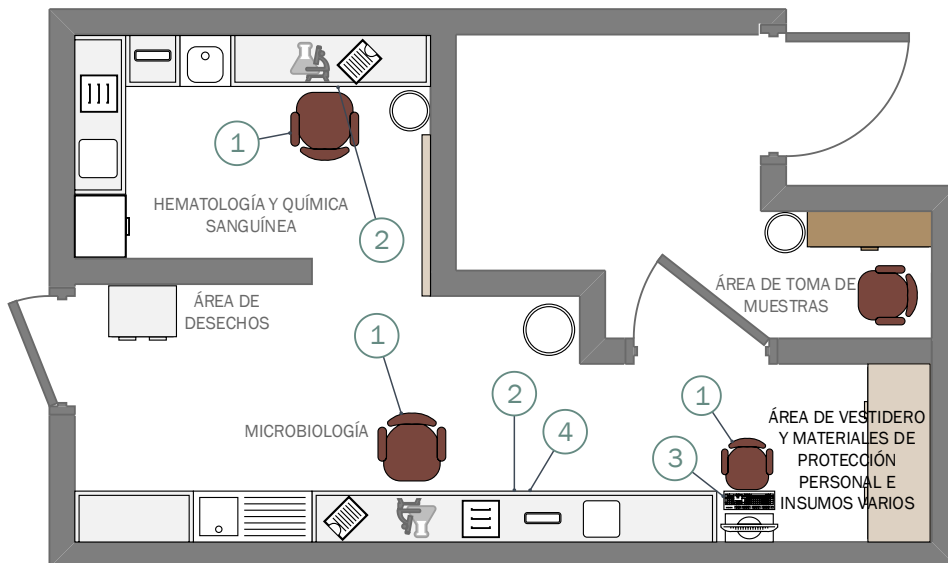 1
HEMATOLOGÍA Y QUÍMICA
SANGUÍNEA
2
ÁREA DE
DESECHOS
ÁREA DE TOMA DE
MUESTRAS
1
MICROBIOLOGÍA
2
4
1
3
ÁREA DE VESTIDERO
Y MATERIALES DE
PROTECCIÓN
PERSONAL E
INSUMOS VARIOS